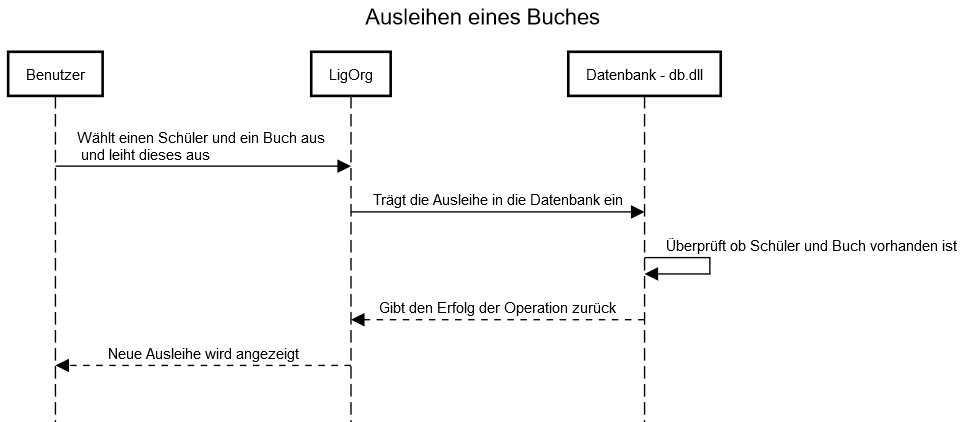 Ausleihen eines Buches
Benutzer
LigOrg
Datenbank - db.dll
Wählt einen Schüler und ein Buch aus
und leiht dieses aus
Trägt die Ausleihe in die Datenbank ein
Überprüft ob Schüler und Buch vorhanden ist
Gibt den Erfolg der Operation zurück
Neue Ausleihe wird angezeigt